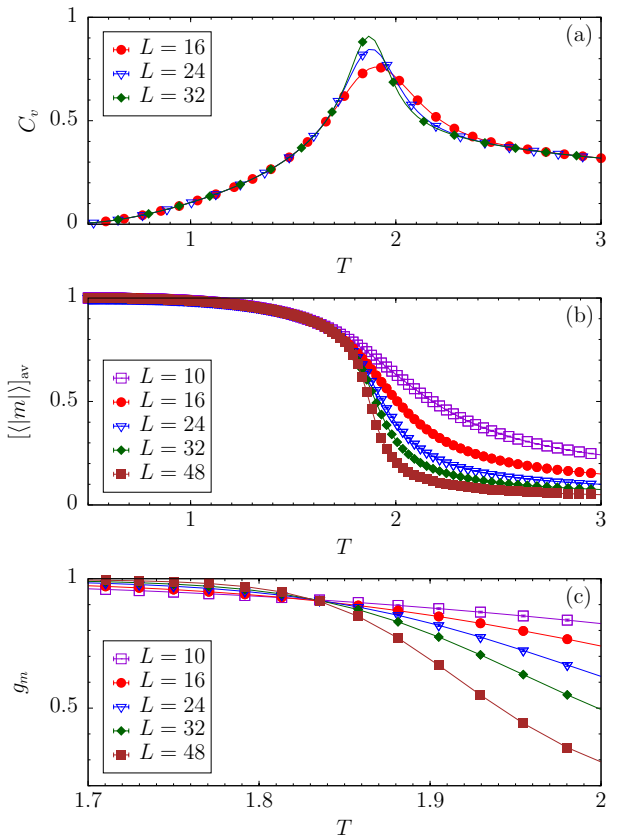 1
(a)
L = 16
L = 24
L = 32
C_v
0.5
0
1
2
3
T
1
(b)
L = 10
L = 16
L = 24
L = 32
L = 48
[⟨|m|⟩]_av
0.5
0
1
2
3
T
1
(c)
L = 10
L = 16
L = 24
L = 32
L = 48
g_m
0.5
1.7
1.8
1.9
2
T